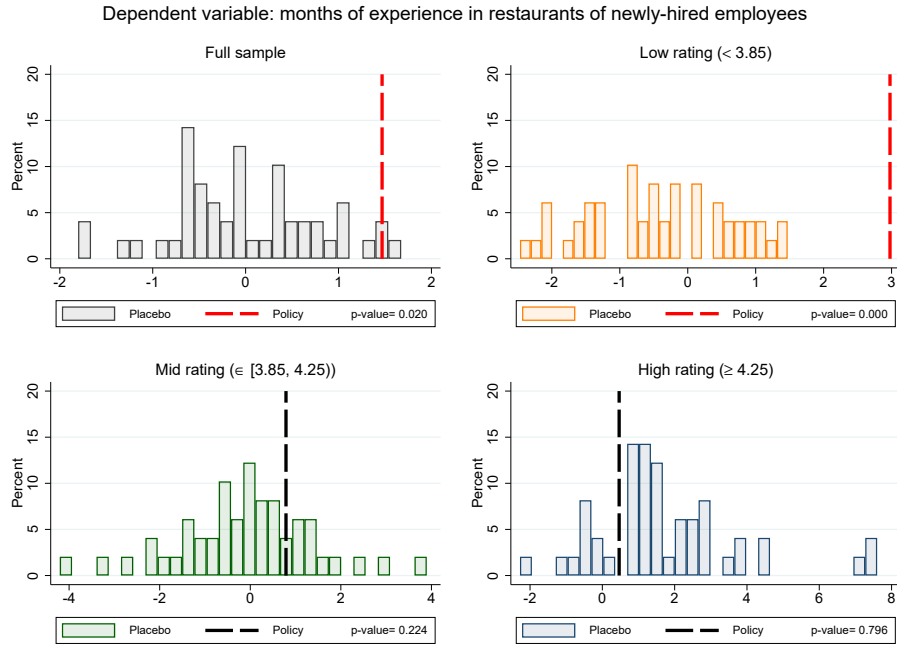 Dependent variable: months of experience in restaurants of newly-hired employees
Full sample
Percent
20
15
10
5
0
-2 -1 0 1 2
Placebo Policy p-value= 0.020
Low rating (< 3.85)
Percent
20
15
10
5
0
-2 -1 0 1 2 3
Placebo Policy p-value= 0.000
Mid rating (∈ [3.85, 4.25))
Percent
20
15
10
5
0
-4 -2 0 2 4
Placebo Policy p-value= 0.224
High rating (≥ 4.25)
Percent
20
15
10
5
0
-2 0 2 4 6 8
Placebo Policy p-value= 0.796